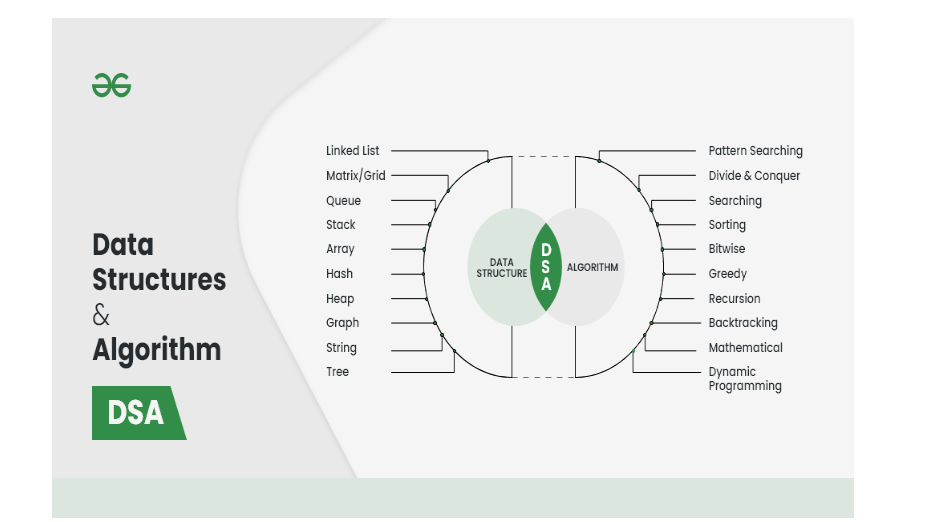 Data
Structures
&
Algorithm
DSA
Linked List
Matrix/Grid
Queue
Stack
Array
Hash
Heap
Graph
String
Tree
DATA
STRUCTURE
D
S
A
ALGORITHM
Pattern Searching
Divide & Conquer
Searching
Sorting
Bitwise
Greedy
Recursion
Backtracking
Mathematical
Dynamic
Programming